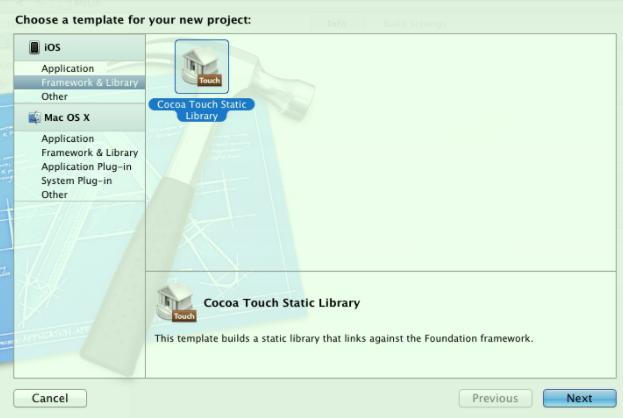 Choose a template for your new project:
iOS
Application
Framework & Library
Other
Mac OS X
Application
Framework & Library
Application Plug-in
System Plug-in
Other
Touch
Cocoa Touch Static
Library
Touch
Cocoa Touch Static Library
This template builds a static library that links against the Foundation framework.
Cancel
Previous
Next